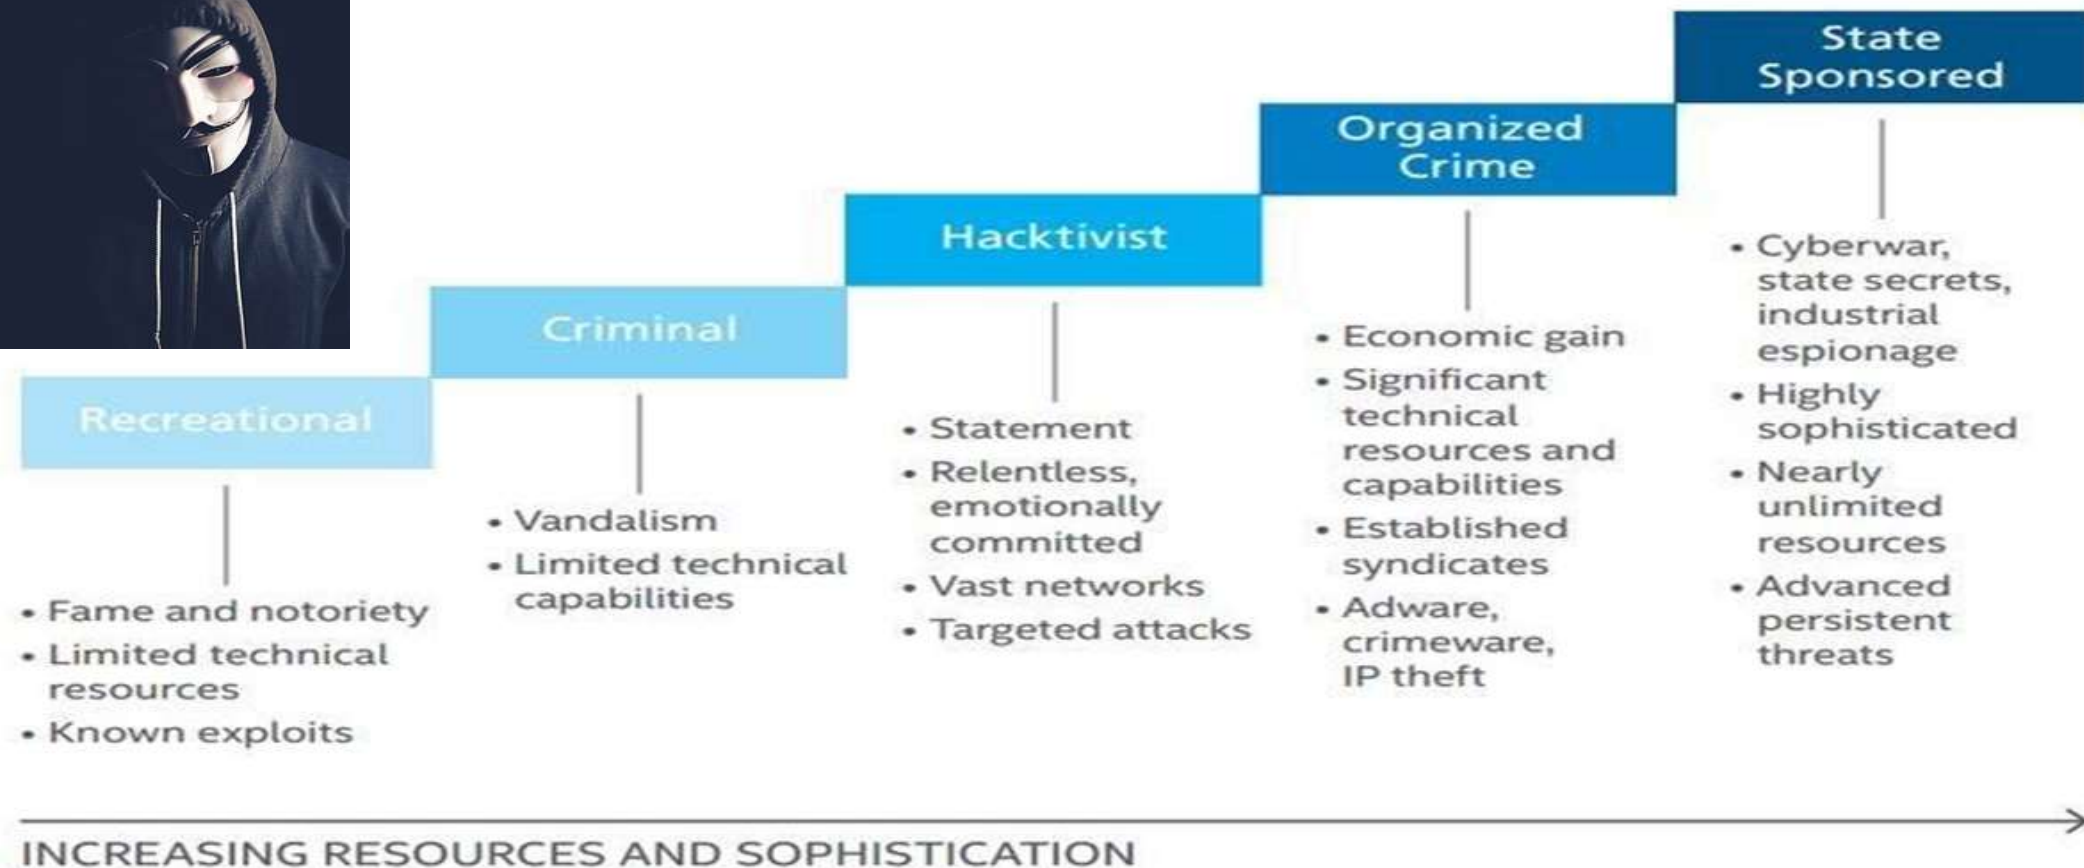 Recreational
• Fame and notoriety
• Limited technical
resources
• Known exploits
Criminal
• Vandalism
• Limited technical
capabilities
Hacktivist
• Statement
• Relentless,
emotionally
committed
• Vast networks
• Targeted attacks
Organized
Crime
• Economic gain
• Significant
technical
resources and
capabilities
• Established
syndicates
• Adware,
crimeware,
IP theft
State
Sponsored
• Cyberwar,
state secrets,
industrial
espionage
• Highly
sophisticated
• Nearly
unlimited
resources
• Advanced
persistent
threats
INCREASING RESOURCES AND SOPHISTICATION